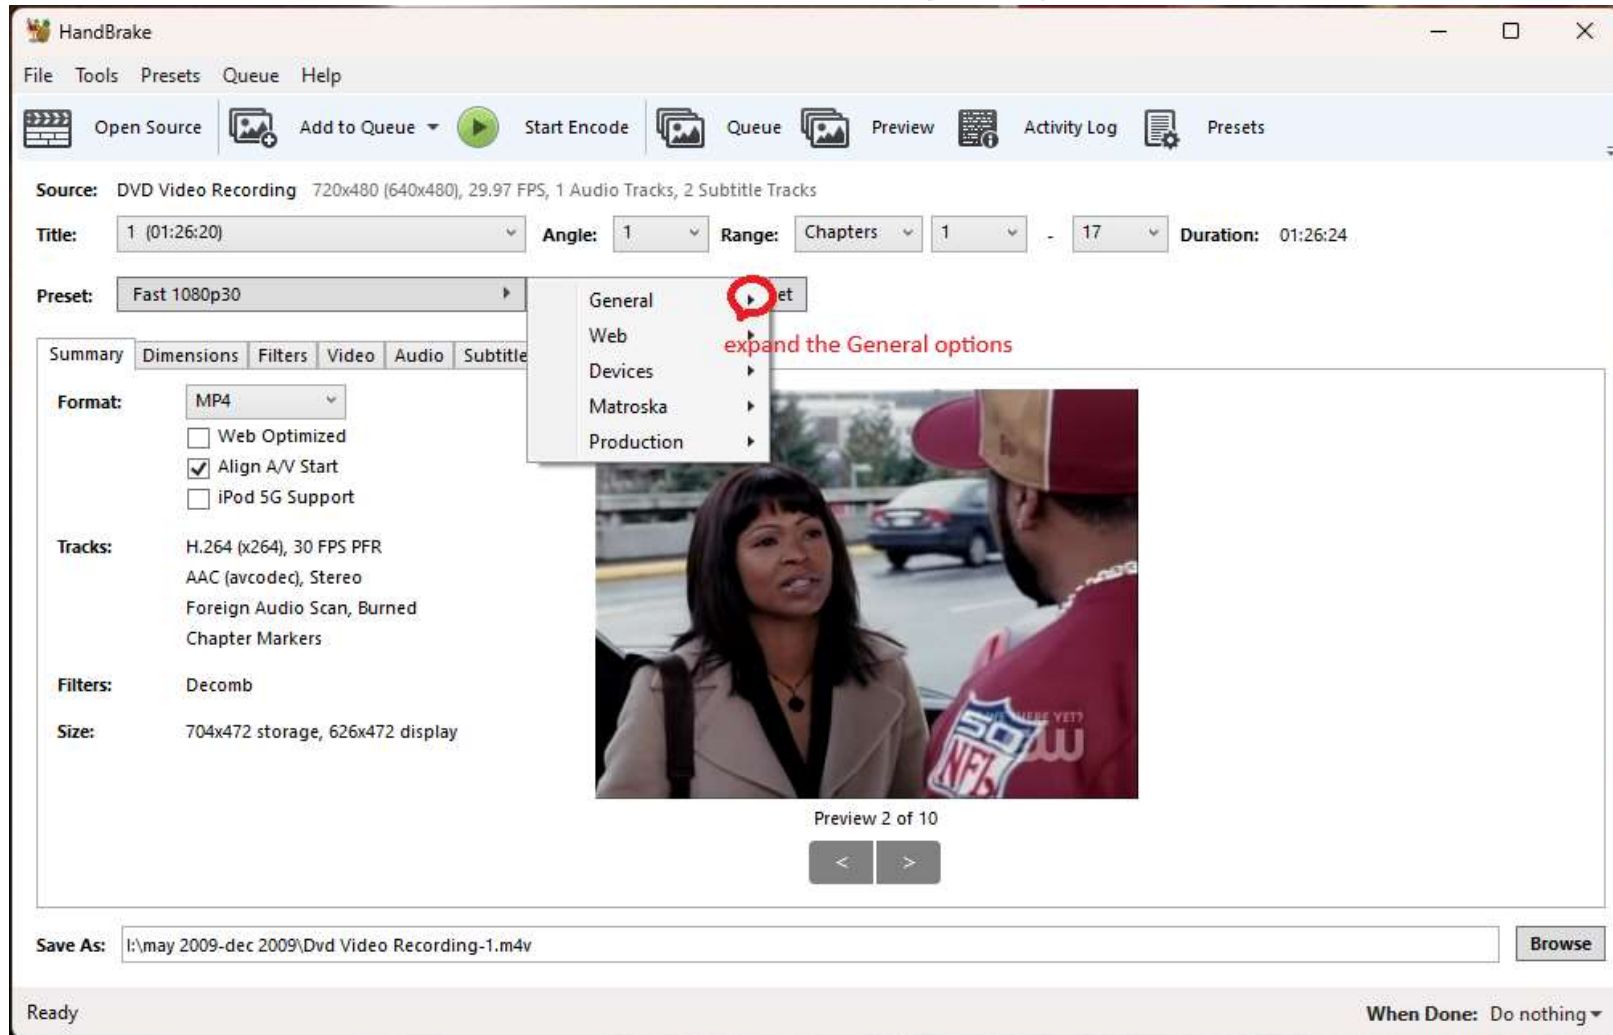 HandBrake
File Tools Presets Queue Help
Open Source Add to Queue Start Encode Queue Preview Activity Log Presets
Source: DVD Video Recording 720x480 (640x480), 29.97 FPS, 1 Audio Tracks, 2 Subtitle Tracks
Title: 1 (01:26:20) Angle: 1 Range: Chapters 1 - 17 Duration: 01:26:24
Preset: Fast 1080p30 General et
Web
expand the General options
Summary Dimensions Filters Video Audio Subtitle
Devices
Format: MP4 Matroska
Web Optimized Production
Align A/V Start
iPod 5G Support
Tracks: H.264 (x264), 30 FPS PFR
AAC (avcodec), Stereo
Foreign Audio Scan, Burned
Chapter Markers
Filters: Decomb
Size: 704x472 storage, 626x472 display
HERE YET?
NFL
Preview 2 of 10
< >
Save As: I:\may 2009-dec 2009\Dvd Video Recording-1.m4v Browse
Ready When Done: Do nothing